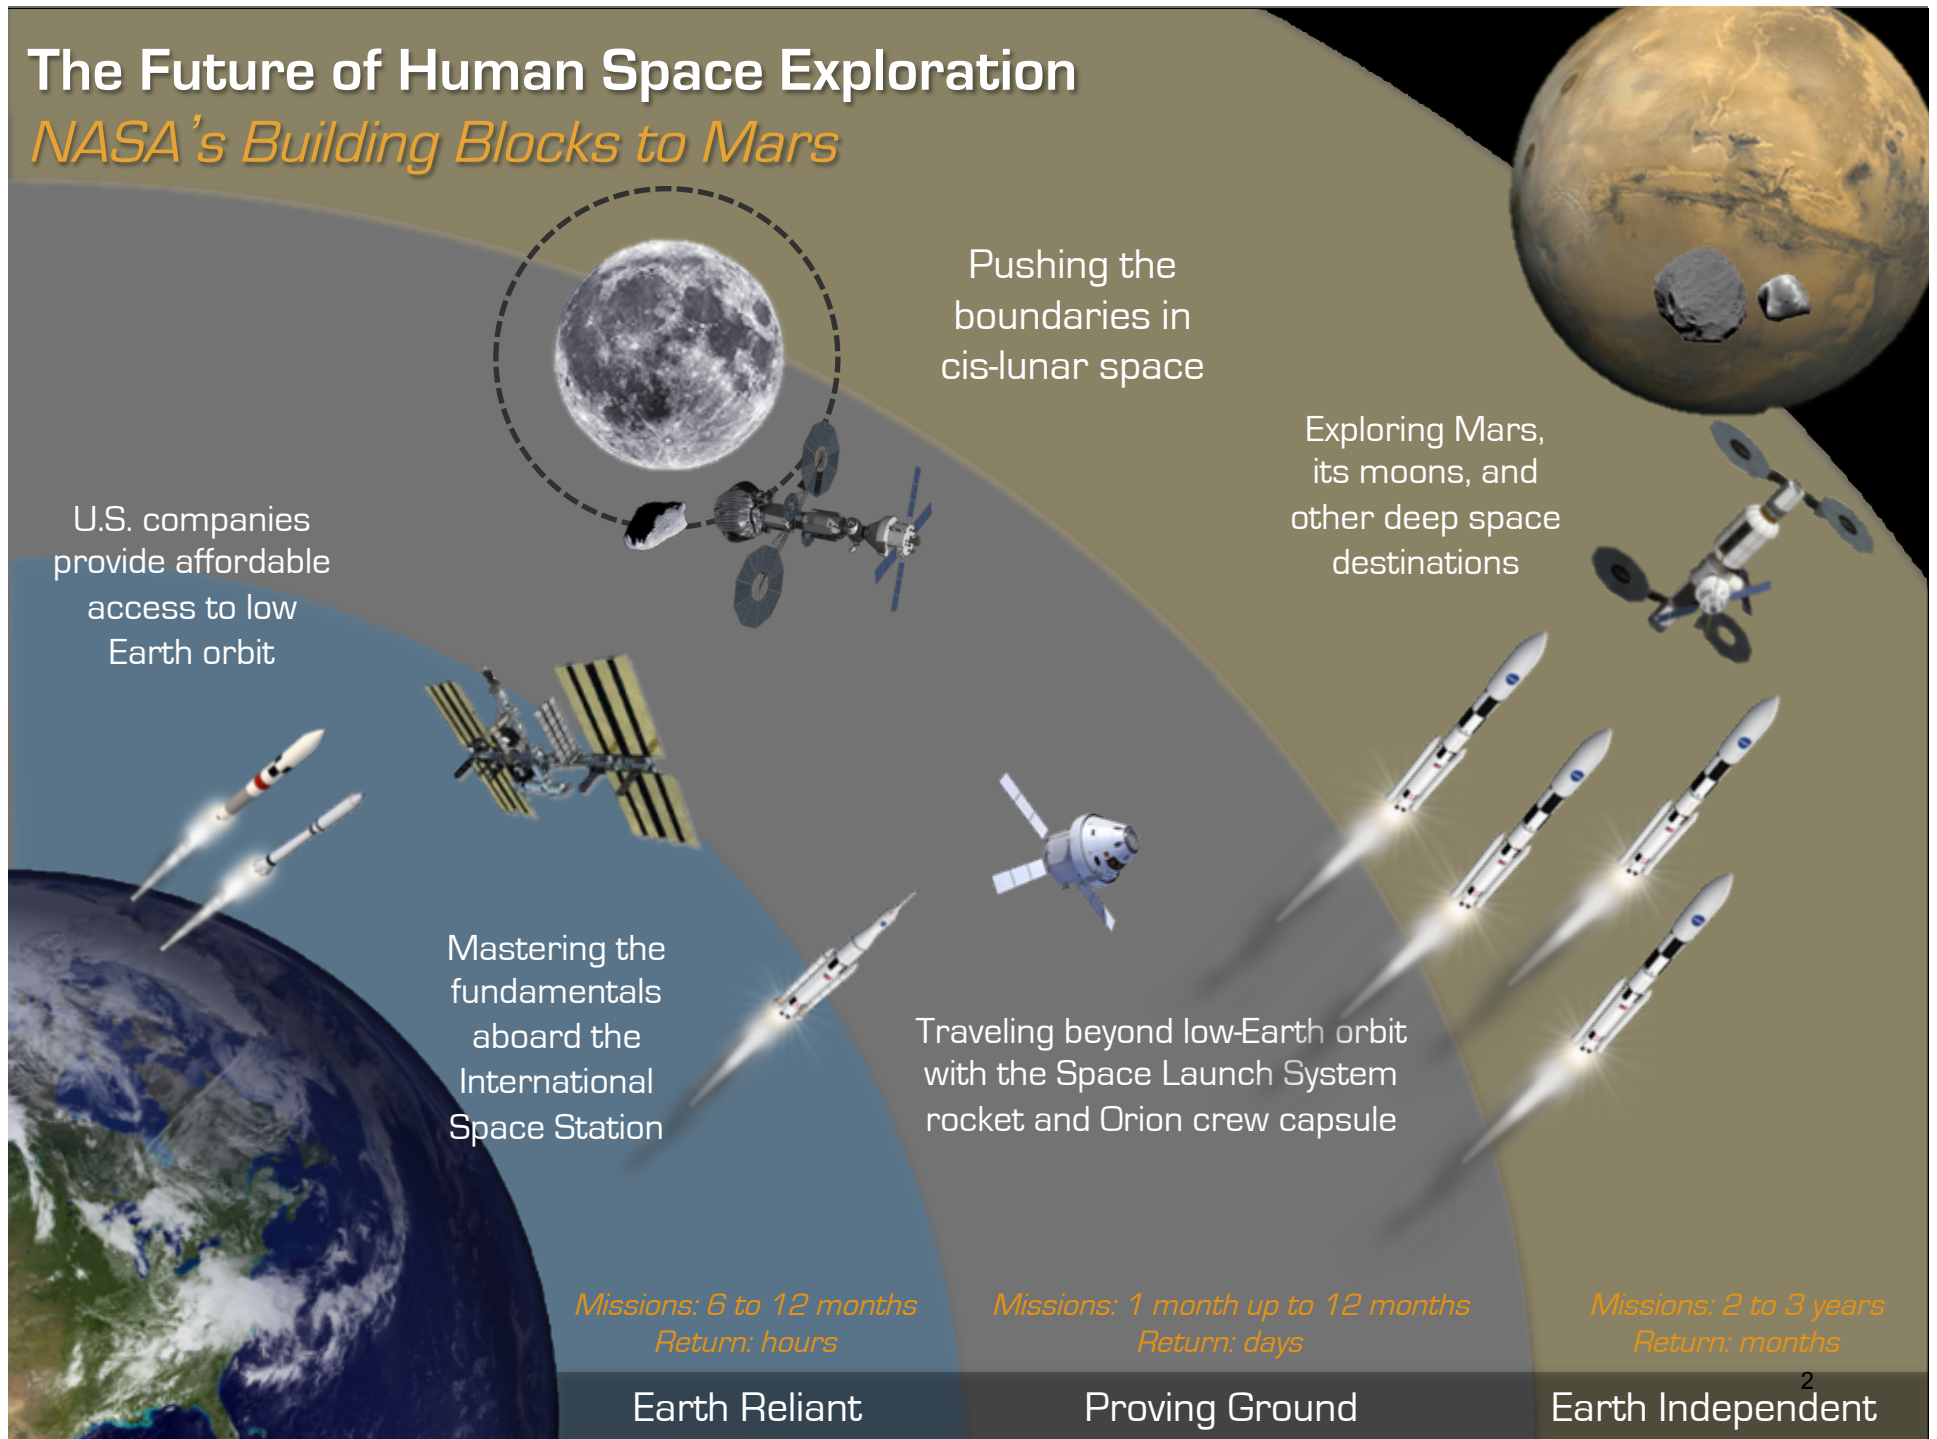 The Future of Human Space Exploration
NASA's Building Blocks to Mars
Pushing the
boundaries in
cis-lunar space
Exploring Mars,
its moons, and
other deep space
destinations
U.S. companies
provide affordable
access to low
Earth orbit
Mastering the
fundamentals
aboard the
International
Space Station
Traveling beyond low-Earth orbit
with the Space Launch System
rocket and Orion crew capsule
Missions: 6 to 12 months
Return: hours
Earth Reliant
Missions: 1 month up to 12 months
Return: days
Proving Ground
Missions: 2 to 3 years
Return: months
2
Earth Independent